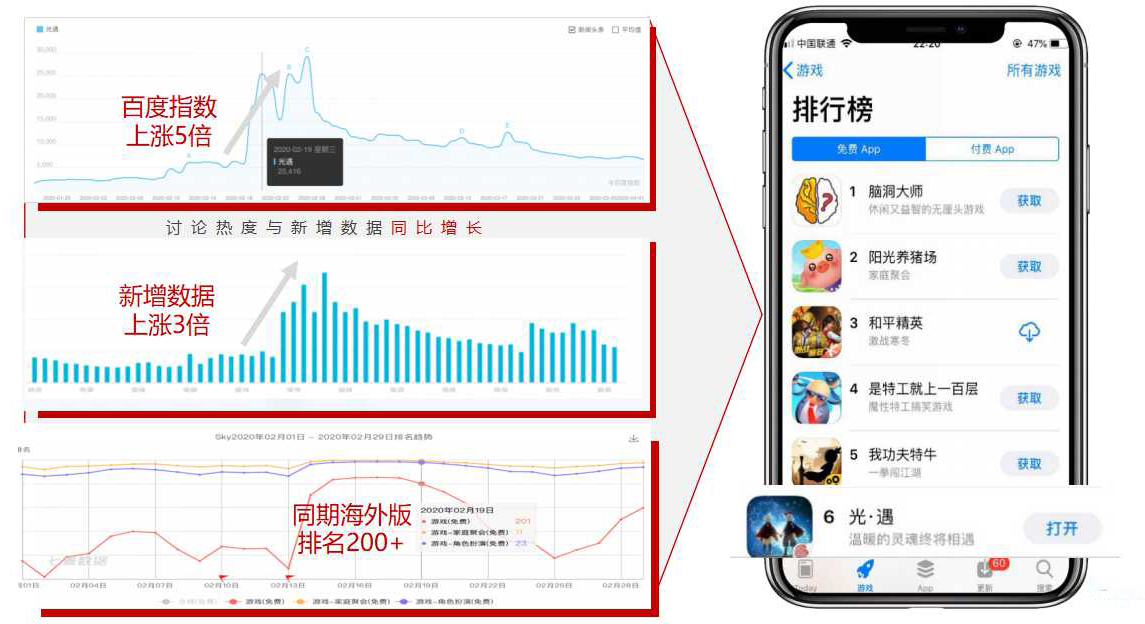 光遇
新闻头条 平均值
30,000
25,000
20,000
15,000
10,000
5,000
百度指数
上涨5倍
A
B
C
D
E
2020-02-19 星期三
光遇
25,416
讨论热度与新增数据同比增长
新增数据
上涨3倍
Sky2020年02月01日 - 2020年02月29日排名趋势
排名
同期海外版
排名200+
2020年02月19日
游戏(免费) 201
游戏-家庭聚会(免费) 11
游戏-角色扮演(免费) 23
七麦数据
02月04日 02月07日 02月10日 02月13日 02月16日 02月19日 02月22日 02月25日 02月28日
总榜(免费) 游戏(免费) 游戏-家庭聚会(免费) 游戏-角色扮演(免费)
中国联通 22:20 47%
游戏 所有游戏
排行榜
免费 App 付费 App
1 脑洞大师 获取
休闲又益智的无厘头游戏
2 阳光养猪场 获取
家庭聚会
3 和平精英
激战寒冬
4 是特工就上一百层 获取
魔性特工搞笑游戏
5 我功夫特牛 获取
一拳闯江湖
6 光·遇 打开
温暖的灵魂终将相遇
60
Today 游戏 App 更新 搜索